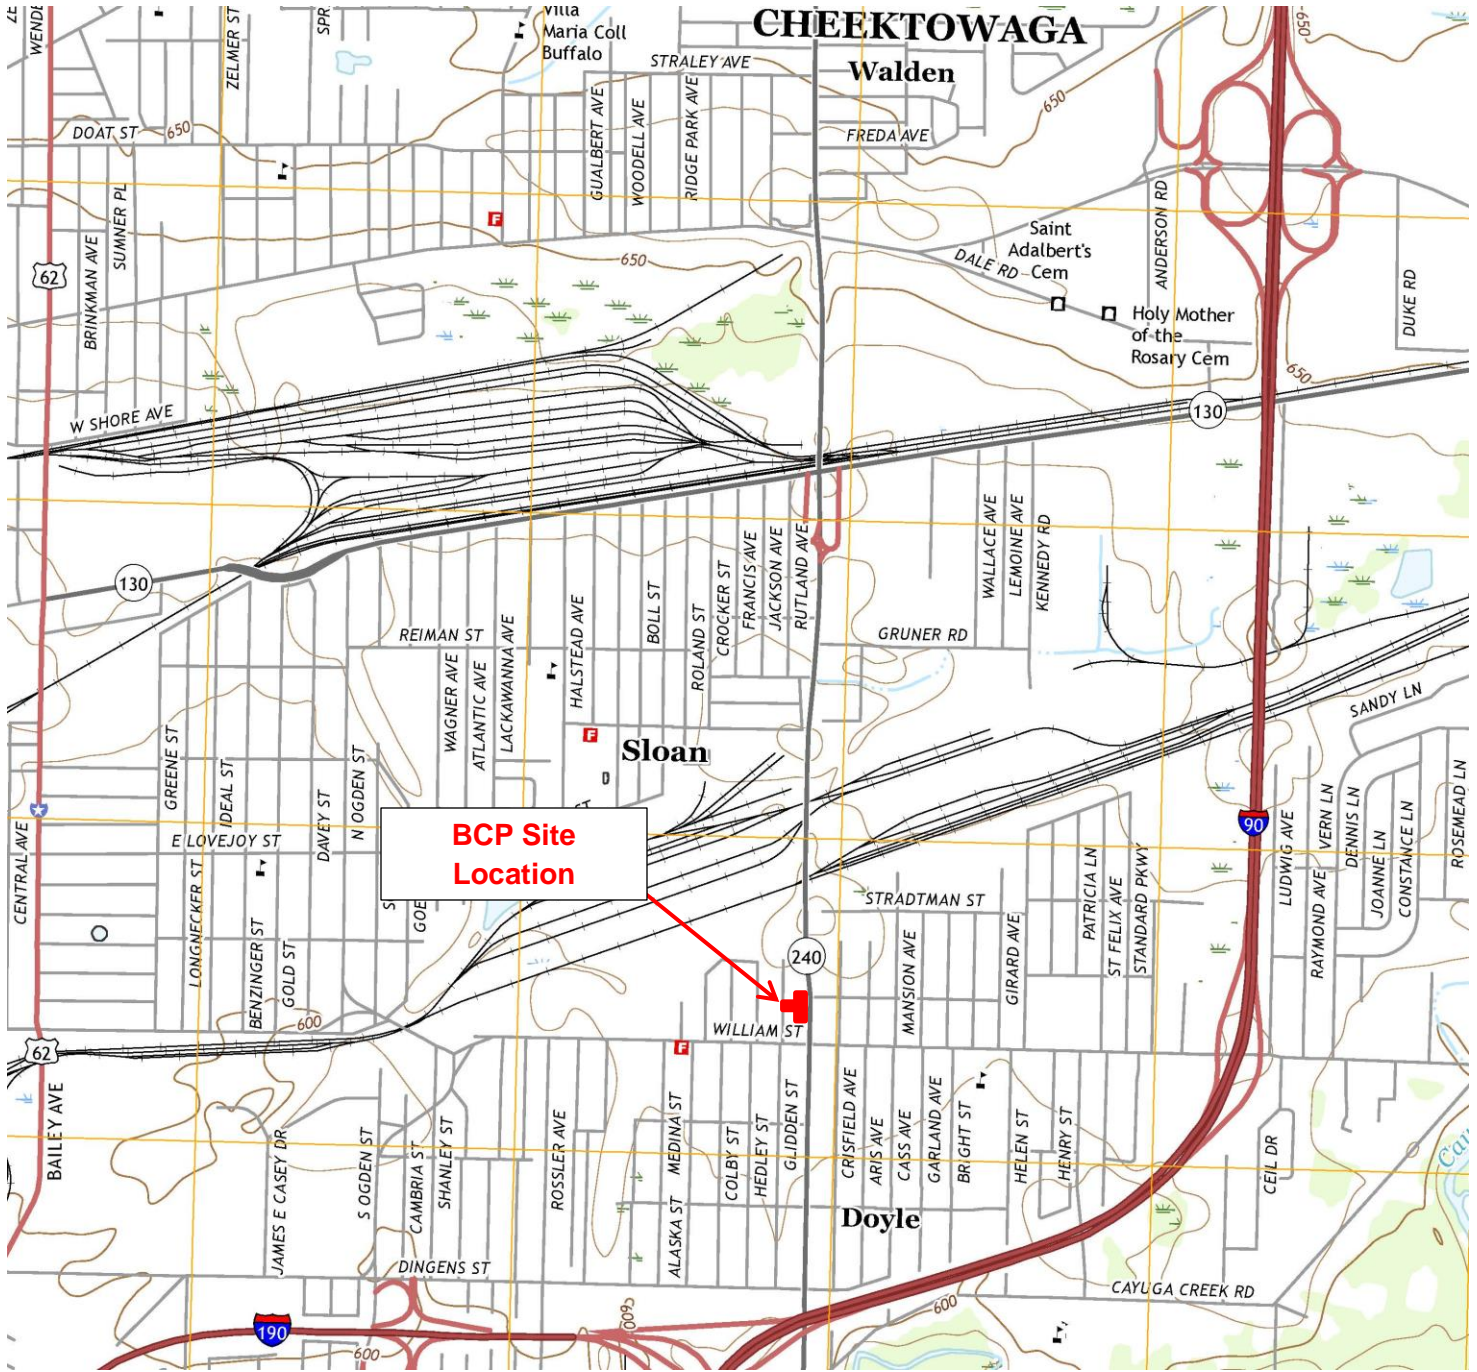 WENDE
ZELMER ST
SPR
Villa
Maria Coll
Buffalo
CHEEKTOWAGA
Walden
STRALEY AVE
650
650
DOAT ST
650
GUALBERT AVE
WOODELL AVE
RIDGE PARK AVE
FREDA AVE
SUMNER PL
BRINKMAN AVE
F
62
650
Saint
Adalbert's
Cem
DALE RD
ANDERSON RD
Holy Mother
of the
Rosary Cem
DUKE RD
650
W SHORE AVE
130
130
WALLACE AVE
LEMOINE AVE
KENNEDY RD
REIMAN ST
WAGNER AVE
ATLANTIC AVE
LACKAWANNA AVE
HALSTEAD AVE
BOLL ST
ROLAND ST
CROCKER ST
FRANCIS AVE
JACKSON AVE
RUTLAND AVE
GRUNER RD
SANDY LN
F
Sloan
GREENE ST
IDEAL ST
DAVEY ST
N OGDEN ST
E LOVEJOY ST
ST
BCP Site
Location
90
CENTRAL AVE
LONGNECKER ST
BENZINGER ST
GOLD ST
S
GOE
STRADTMAN ST
PATRICIA LN
ST FELIX AVE
STANDARD PKWY
LUDWIG AVE
RAYMOND AVE
VERN LN
DENNIS LN
JOANNE LN
CONSTANCE LN
ROSEMEAD LN
240
MANSION AVE
GIRARD AVE
600
WILLIAM ST
62
F
BAILEY AVE
JAMES E CASEY DR
S OGDEN ST
CAMBRIA ST
SHANLEY ST
ROSSLER AVE
MEDINA ST
ALASKA ST
COLBY ST
HEDLEY ST
GLIDDEN ST
CRISFIELD AVE
ARIS AVE
CASS AVE
GARLAND AVE
BRIGHT ST
HELEN ST
HENRY ST
CEIL DR
Cay
Doyle
DINGENS ST
CAYUGA CREEK RD
600
600
190
600